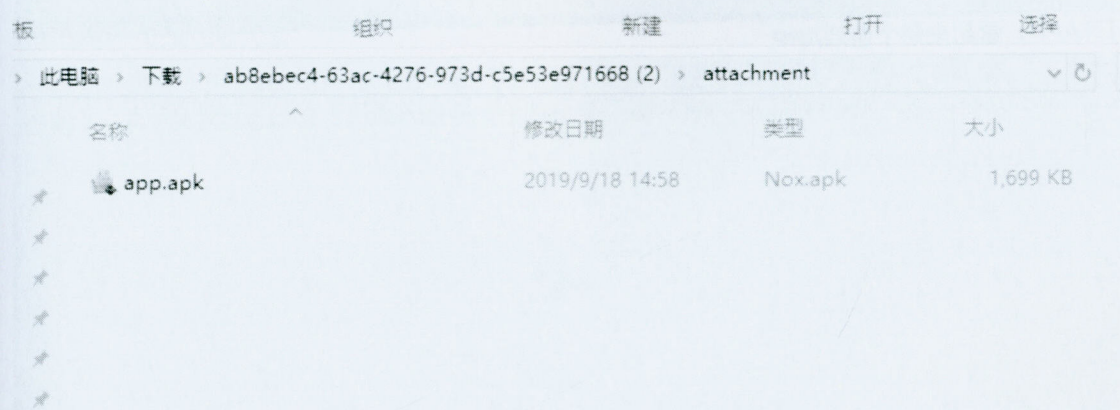 板 组织 新建 打开 选择
› 此电脑 › 下载 › ab8ebec4-63ac-4276-973d-c5e53e971668 (2) › attachment
名称 修改日期 类型 大小
app.apk 2019/9/18 14:58 Nox.apk 1,699 KB